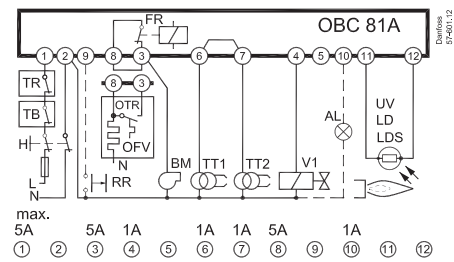 FR
OBC 81A
Danfoss
57-601.12
1 2 9 8 3 6 7 4 5 10 11 12
8 3
TR
TB
H
L
N
OTR
OFV
N
RR
BM
TT1
TT2
V1
AL
UV
LD
LDS
max.
5A 5A 1A 1A 1A 5A 1A
1 2 3 4 5 6 7 8 9 10 11 12